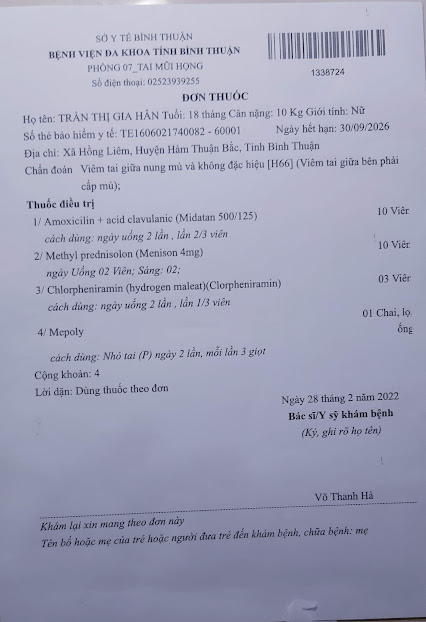 SỞ Y TẾ BÌNH THUẬN
BỆNH VIỆN ĐA KHOA TỈNH BÌNH THUẬN
PHÒNG 07_TAI MŨI HỌNG
Số điện thoại: 02523939255
1338724
ĐƠN THUỐC
Họ tên: TRẦN THỊ GIA HÂN Tuổi: 18 tháng Cân nặng: 10 Kg Giới tính: Nữ
Số thẻ bảo hiểm y tế: TE1606021740082 - 60001 Ngày hết hạn: 30/09/2026
Địa chỉ: Xã Hồng Liêm, Huyện Hàm Thuận Bắc, Tỉnh Bình Thuận
Chẩn đoán Viêm tai giữa nung mủ và không đặc hiệu [H66] (Viêm tai giữa bên phải
cấp mủ);
Thuốc điều trị
1/ Amoxicilin + acid clavulanic (Midatan 500/125) 10 Viên
cách dùng: ngày uống 2 lần , lần 2/3 viên
2/ Methyl prednisolon (Menison 4mg) 10 Viên
ngày Uống 02 Viên; Sáng: 02;
3/ Chlorpheniramin (hydrogen maleat)(Clorpheniramin) 03 Viên
cách dùng: ngày uống 2 lần , lần 1/3 viên
4/ Mepoly 01 Chai, lọ,
ống
cách dùng: Nhỏ tai (P) ngày 2 lần, mỗi lần 3 giọt
Cộng khoản: 4
Lời dặn: Dùng thuốc theo đơn
Ngày 28 tháng 2 năm 2022
Bác sĩ/Y sỹ khám bệnh
(Ký, ghi rõ họ tên)
Võ Thanh Hà
Khám lại xin mang theo đơn này
Tên bố hoặc mẹ của trẻ hoặc người đưa trẻ đến khám bệnh, chữa bệnh: mẹ